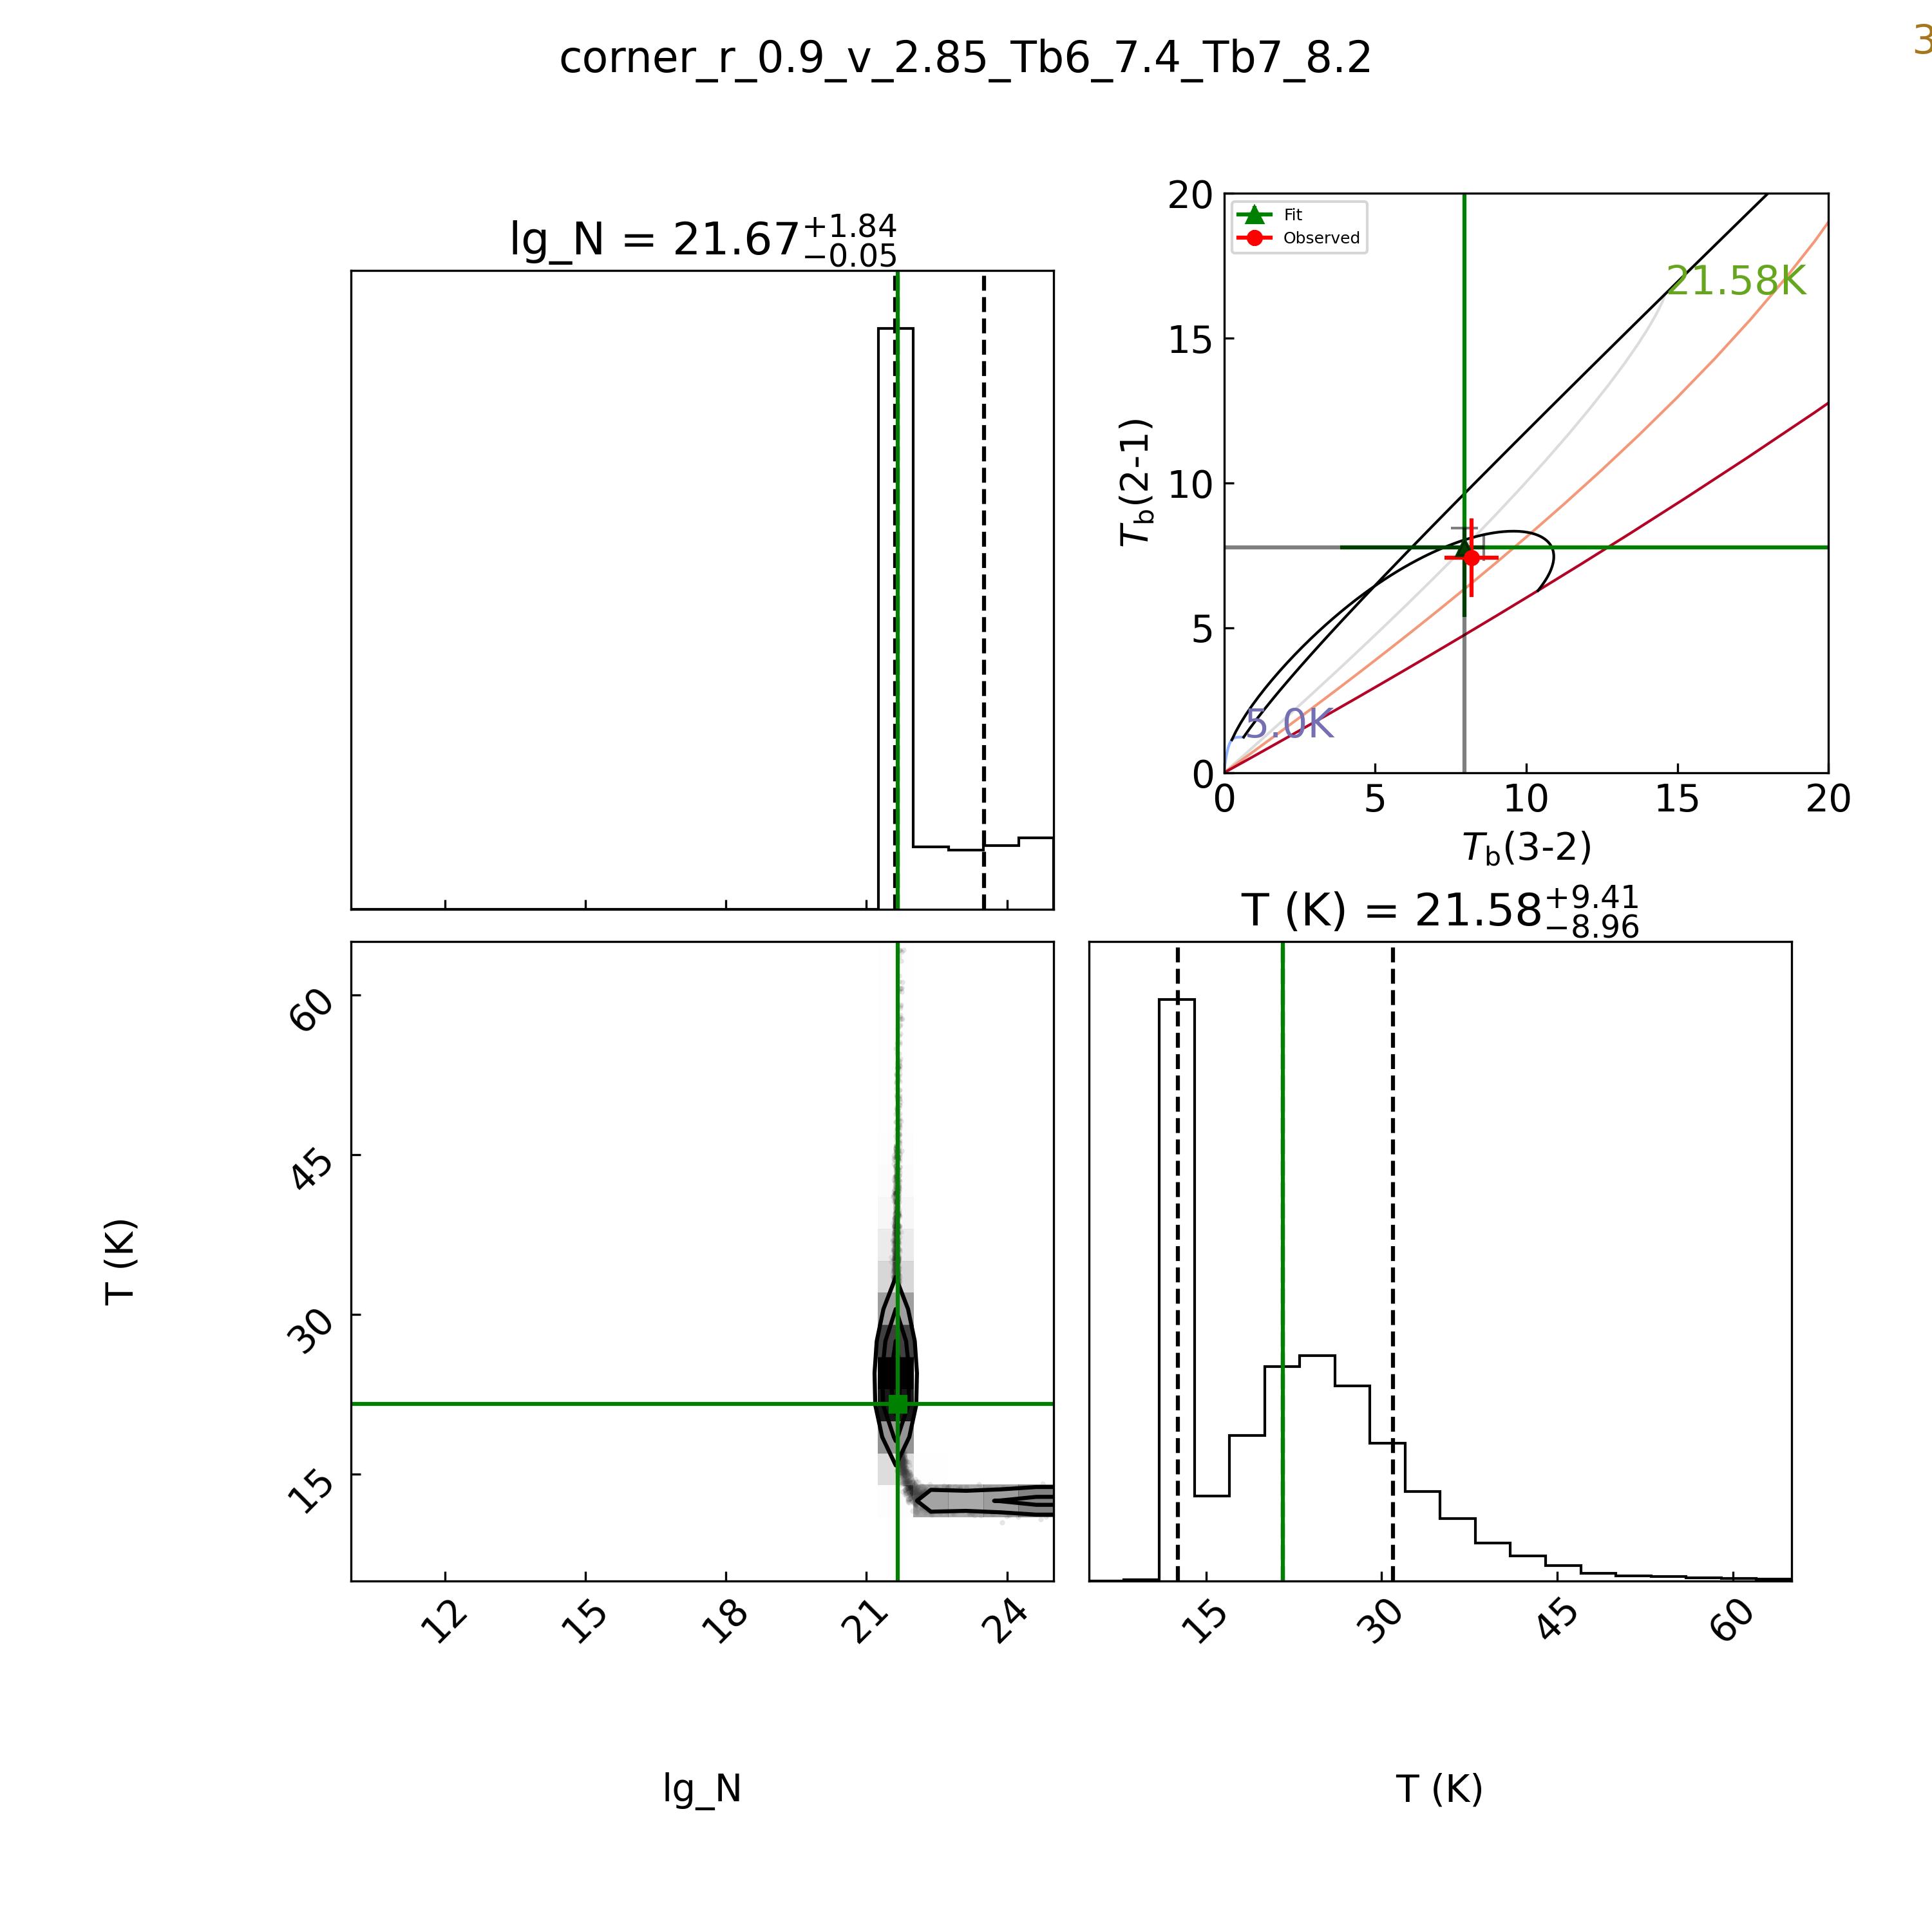 corner_r_0.9_v_2.85_Tb6_7.4_Tb7_8.2
3
lg_N = 21.67+1.84−0.05
20
15
10
5
0
Fit
Observed
21.58K
5.0K
Tb(2-1)
0 5 10 15 20
Tb(3-2)
T (K) = 21.58+9.41−8.96
60
45
30
15
T (K)
12 15 18 21 24
15 30 45 60
lg_N
T (K)